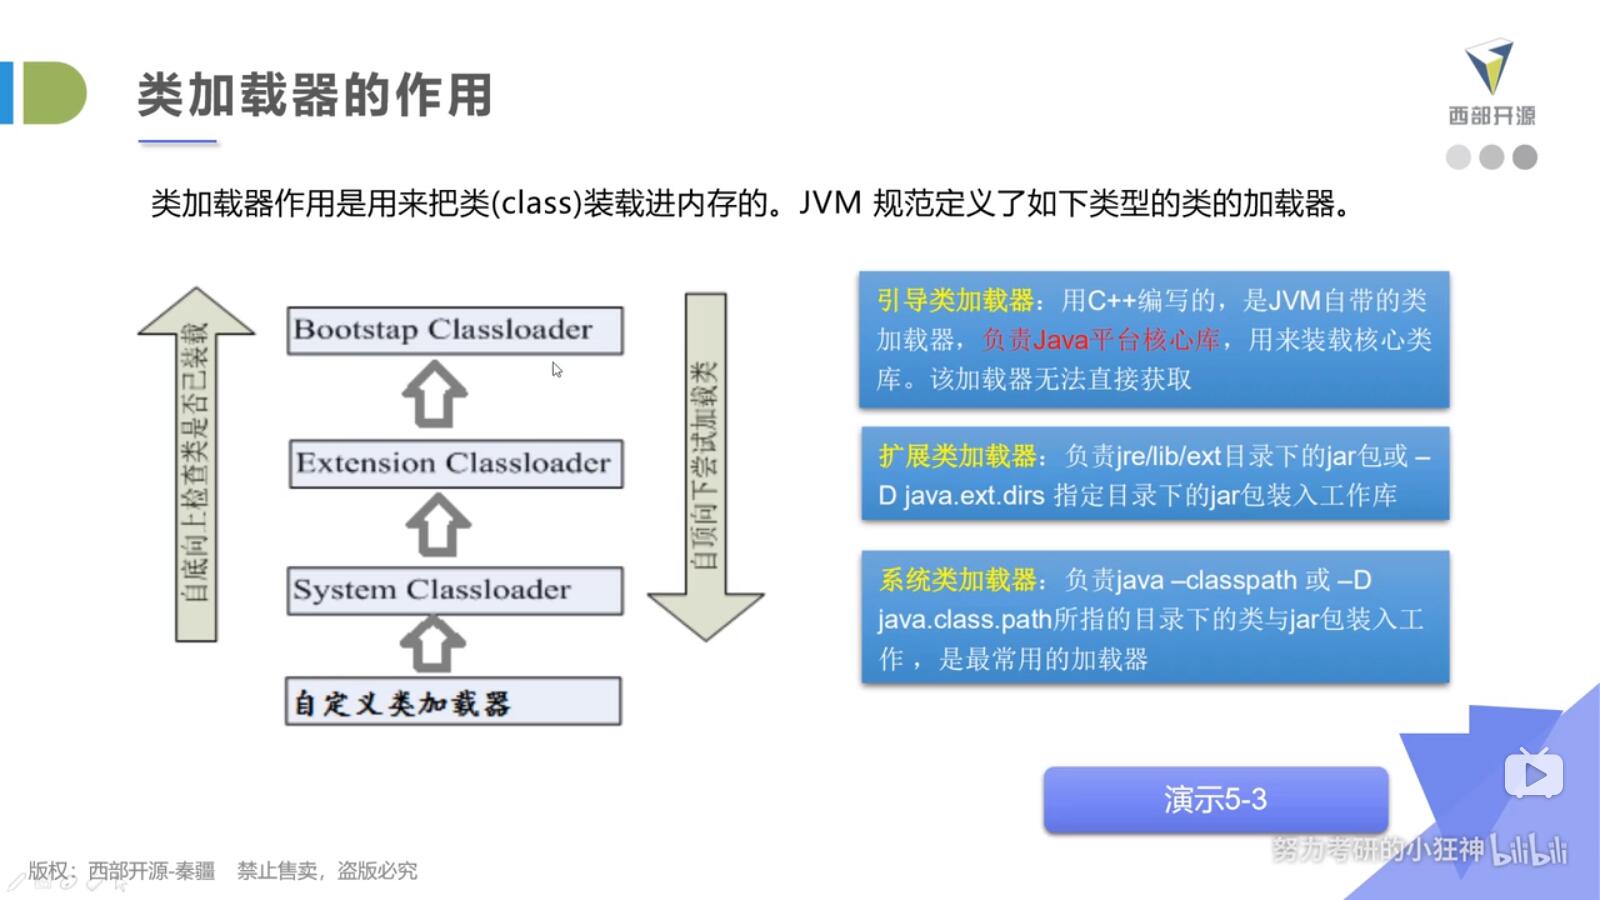 类加载器的作用
西部开源
类加载器作用是用来把类(class)装载进内存的。JVM 规范定义了如下类型的类的加载器。
自底向上检查类是否已装载
Bootstap Classloader
Extension Classloader
System Classloader
自定义类加载器
自顶向下尝试加载类
引导类加载器：用C++编写的，是JVM自带的类
加载器，负责Java平台核心库，用来装载核心类
库。该加载器无法直接获取
扩展类加载器：负责jre/lib/ext目录下的jar包或 –
D java.ext.dirs 指定目录下的jar包装入工作库
系统类加载器：负责java –classpath 或 –D
java.class.path所指的目录下的类与jar包装入工
作 ，是最常用的加载器
演示5-3
努力考研的小狂神 bilibili
版权：西部开源-秦疆 禁止售卖，盗版必究